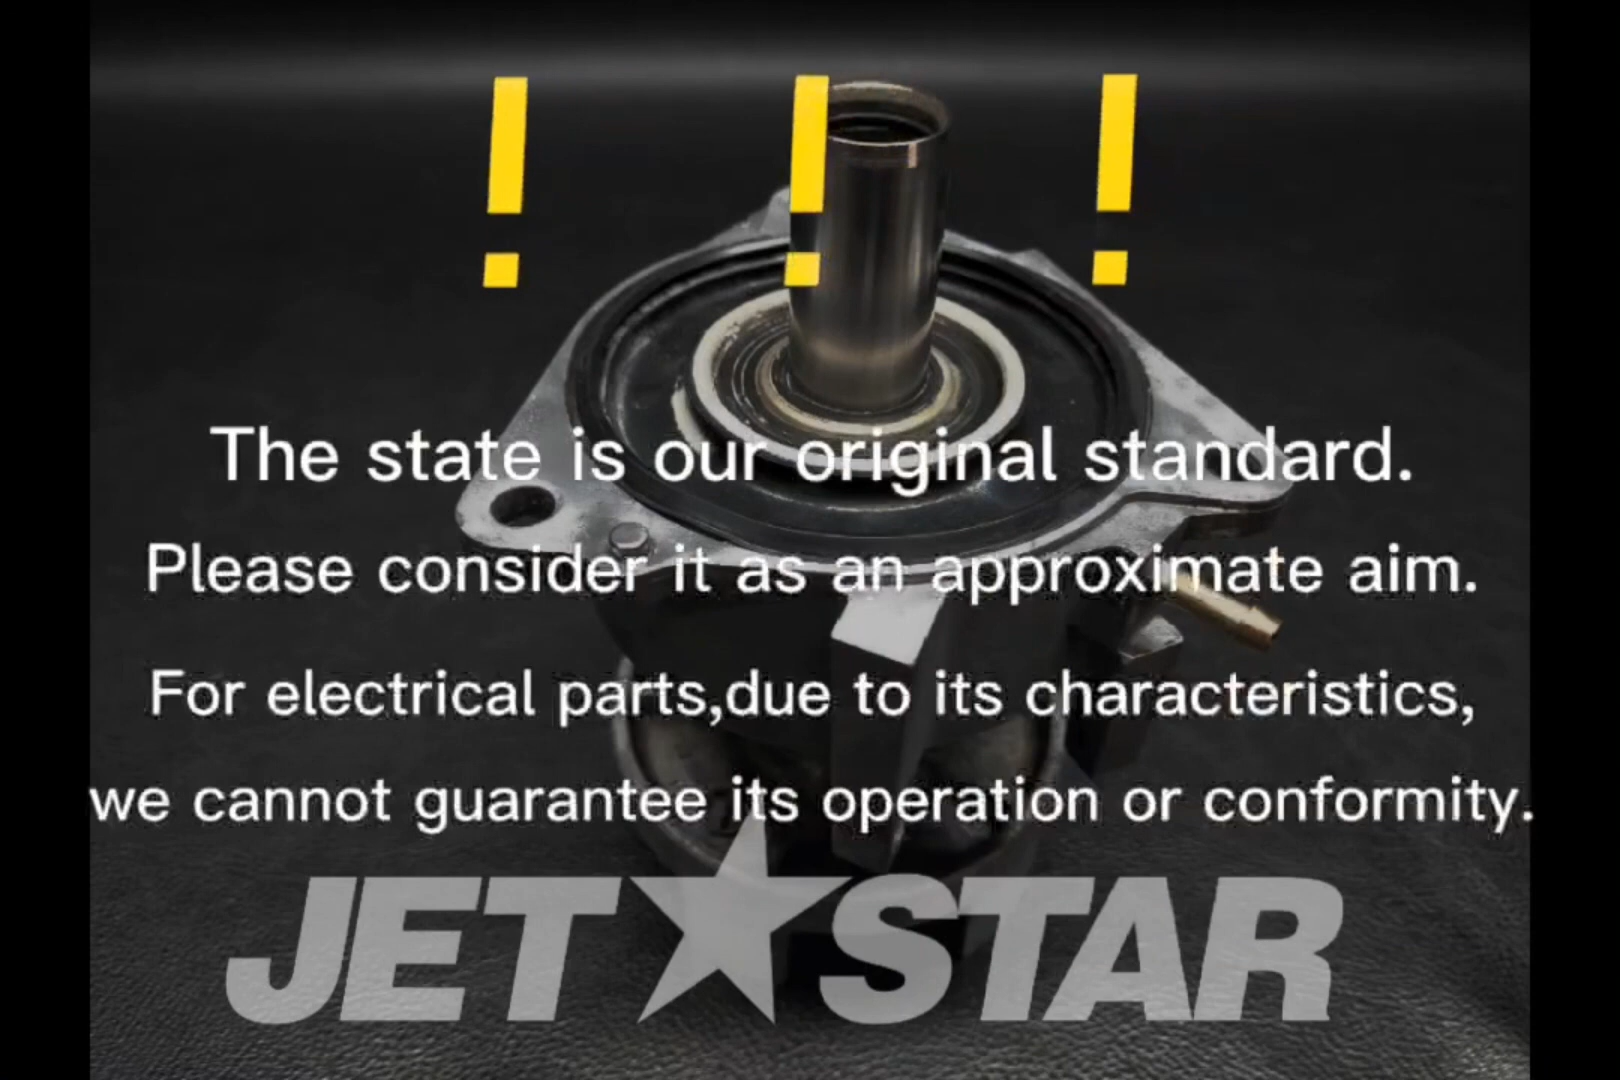 ! ! !
The state is our original standard.
Please consider it as an approximate aim.
For electrical parts,due to its characteristics,
we cannot guarantee its operation or conformity.
JET★STAR